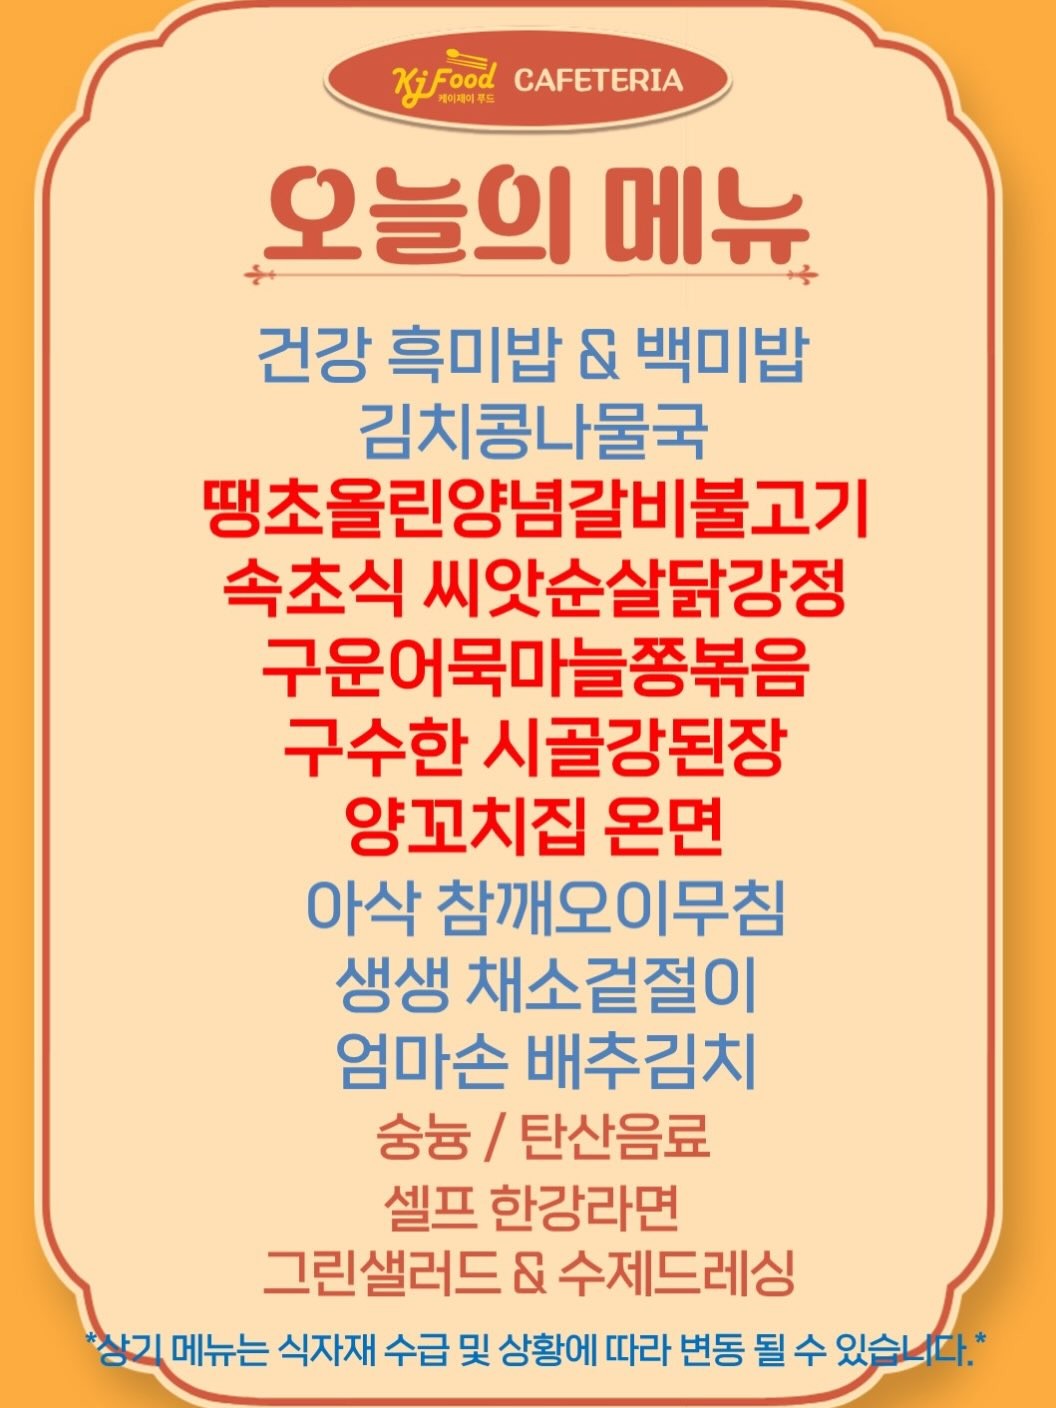 KjFood CAFETERIA
케이제이 푸드
오늘의 메뉴
건강 흑미밥 & 백미밥
김치콩나물국
땡초올린양념갈비불고기
속초식 씨앗순살닭강정
구운어묵마늘쫑볶음
구수한 시골강된장
양꼬치집 온면
아삭 참깨오이무침
생생 채소겉절이
엄마손 배추김치
숭늉 / 탄산음료
셀프 한강라면
그린샐러드 & 수제드레싱
*상기 메뉴는 식자재 수급 및 상황에 따라 변동 될 수 있습니다.*